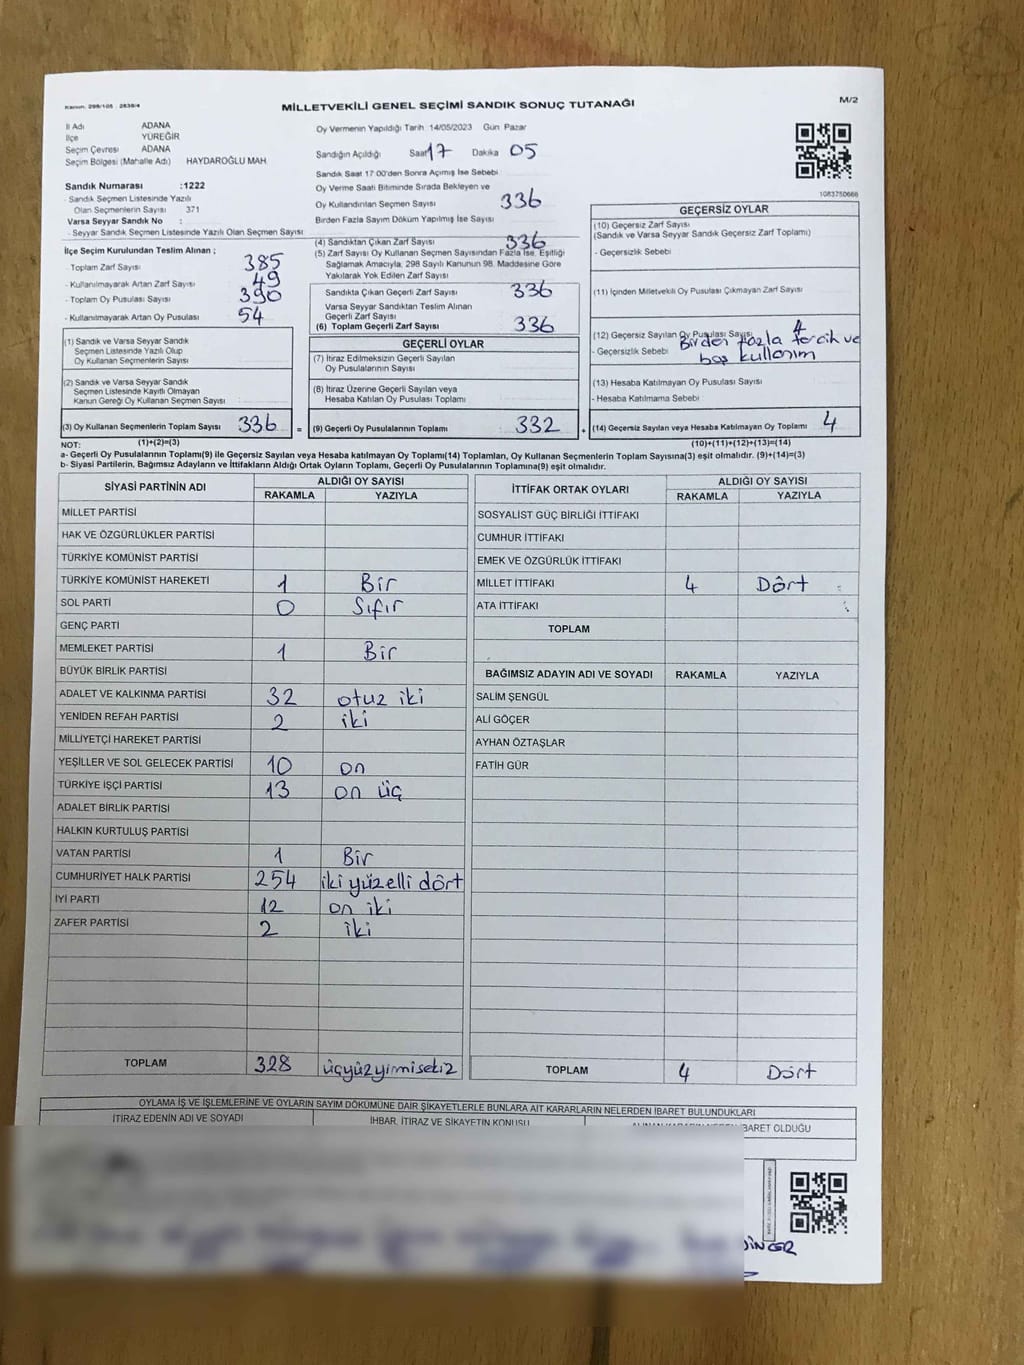 Kanun: 298/105 - 2839/4
MİLLETVEKİLİ GENEL SEÇİMİ SANDIK SONUÇ TUTANAĞI
M/2
İl Adı ADANA
İlçe YÜREĞİR
Seçim Çevresi ADANA
Seçim Bölgesi (Mahalle Adı) HAYDAROĞLU MAH
Sandık Numarası :1222
- Sandık Seçmen Listesinde Yazılı
Olan Seçmenlerin Sayısı 371
Varsa Seyyar Sandık No :
- Seyyar Sandık Seçmen Listesinde Yazılı Olan Seçmen Sayısı
İlçe Seçim Kurulundan Teslim Alınan ;
- Toplam Zarf Sayısı 385
- Kullanılmayarak Artan Zarf Sayısı 49
- Toplam Oy Pusulası Sayısı 390
- Kullanılmayarak Artan Oy Pusulası 54
(1) Sandık ve Varsa Seyyar Sandık
Seçmen Listesinde Yazılı Olup
Oy Kullanan Seçmenlerin Sayısı
(2) Sandık ve Varsa Seyyar Sandık
Seçmen Listesinde Kayıtlı Olmayan
Kanun Gereği Oy Kullanan Seçmen Sayısı :
(3) Oy Kullanan Seçmenlerin Toplam Sayısı 336 =
Oy Vermenin Yapıldığı Tarih 14/05/2023 Gün Pazar
Sandığın Açıldığı Saat 17 Dakika 05
Sandık Saat 17:00'den Sonra Açımış İse Sebebi
Oy Verme Saati Bitiminde Sırada Bekleyen ve
Oy Kullandırılan Seçmen Sayısı 336
Birden Fazla Sayım Döküm Yapılmış İse Sayısı
(4) Sandıktan Çıkan Zarf Sayısı 336
(5) Zarf Sayısı Oy Kullanan Seçmen Sayısından Fazla İse, Eşitliği
Sağlamak Amacıyla, 298 Sayılı Kanunun 98. Maddesine Göre
Yakılarak Yok Edilen Zarf Sayısı
Sandıkta Çıkan Geçerli Zarf Sayısı 336
Varsa Seyyar Sandıktan Teslim Alınan
Geçerli Zarf Sayısı
(6) Toplam Geçerli Zarf Sayısı 336
GEÇERLİ OYLAR
(7) İtiraz Edilmeksizin Geçerli Sayılan
Oy Pusulalarının Sayısı
(8) İtiraz Üzerine Geçerli Sayılan veya
Hesaba Katılan Oy Pusulası Toplamı
(9) Geçerli Oy Pusulalarının Toplamı 332 +
1083750666
GEÇERSİZ OYLAR
(10) Geçersiz Zarf Sayısı
(Sandık ve Varsa Seyyar Sandık Geçersiz Zarf Toplamı)
- Geçersizlik Sebebi
(11) İçinden Milletvekili Oy Pusulası Çıkmayan Zarf Sayısı
(12) Geçersiz Sayılan Oy Pusulası Sayısı 4
- Geçersizlik Sebebi Birden fazla tercih ve
boş kullanım
(13) Hesaba Katılmayan Oy Pusulası Sayısı
- Hesaba Katılmama Sebebi
(14) Geçersiz Sayılan veya Hesaba Katılmayan Oy Toplamı 4
NOT: (1)+(2)=(3) (10)+(11)+(12)+(13)=(14)
a- Geçerli Oy Pusulalarının Toplamı(9) ile Geçersiz Sayılan veya Hesaba katılmayan Oy Toplamı(14) Toplamları, Oy Kullanan Seçmenlerin Toplam Sayısına(3) eşit olmalıdır. (9)+(14)=(3)
b- Siyasi Partilerin, Bağımsız Adayların ve İttifakların Aldığı Ortak Oyların Toplamı, Geçerli Oy Pusulalarının Toplamına(9) eşit olmalıdır.
SİYASİ PARTİNİN ADI ALDIĞI OY SAYISI
RAKAMLA YAZIYLA
MİLLET PARTİSİ
HAK VE ÖZGÜRLÜKLER PARTİSİ
TÜRKİYE KOMÜNİST PARTİSİ
TÜRKİYE KOMÜNİST HAREKETİ 1 Bir
SOL PARTİ 0 Sıfır
GENÇ PARTİ
MEMLEKET PARTİSİ 1 Bir
BÜYÜK BİRLİK PARTİSİ
ADALET VE KALKINMA PARTİSİ 32 otuz iki
YENİDEN REFAH PARTİSİ 2 iki
MİLLİYETÇİ HAREKET PARTİSİ
YEŞİLLER VE SOL GELECEK PARTİSİ 10 on
TÜRKİYE İŞÇİ PARTİSİ 13 on üç
ADALET BİRLİK PARTİSİ
HALKIN KURTULUŞ PARTİSİ
VATAN PARTİSİ 1 Bir
CUMHURİYET HALK PARTİSİ 254 iki yüzelli dört
İYİ PARTİ 12 on iki
ZAFER PARTİSİ 2 iki
TOPLAM 328 üçyüzyirmisekiz
İTTİFAK ORTAK OYLARI ALDIĞI OY SAYISI
RAKAMLA YAZIYLA
SOSYALİST GÜÇ BİRLİĞİ İTTİFAKI
CUMHUR İTTİFAKI
EMEK VE ÖZGÜRLÜK İTTİFAKI
MİLLET İTTİFAKI 4 Dört
ATA İTTİFAKI
TOPLAM
BAĞIMSIZ ADAYIN ADI VE SOYADI RAKAMLA YAZIYLA
SALİM ŞENGÜL
ALİ GÖÇER
AYHAN ÖZTAŞLAR
FATİH GÜR
TOPLAM 4 Dört
OYLAMA İŞ VE İŞLEMLERİNE VE OYLARIN SAYIM DÖKÜMÜNE DAİR ŞİKAYETLERLE BUNLARA AİT KARARLARIN NELERDEN İBARET BULUNDUKLARI
İTİRAZ EDENİN ADI VE SOYADI İHBAR, İTİRAZ VE ŞİKAYETİN KONUSU BARET OLDUĞU